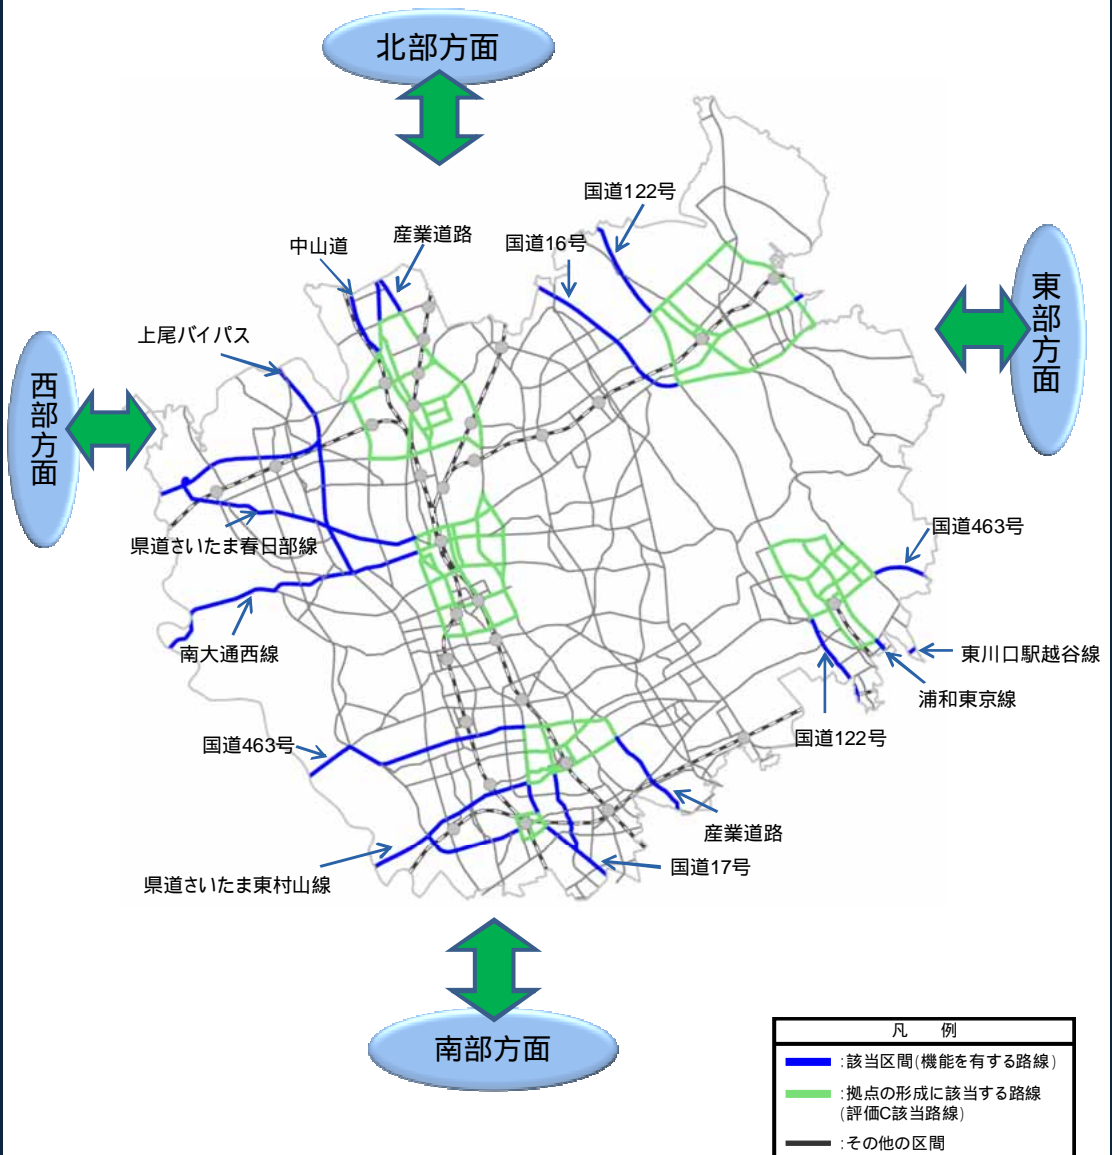 北部方面
国道122号
産業道路
国道16号
中山道
東部方面
上尾バイパス
西部方面
国道463号
県道さいたま春日部線
南大通西線
東川口駅越谷線
浦和東京線
国道463号
国道122号
産業道路
国道17号
県道さいたま東村山線
南部方面
凡 例
:該当区間(機能を有する路線)
:拠点の形成に該当する路線
(評価C該当路線)
:その他の区間